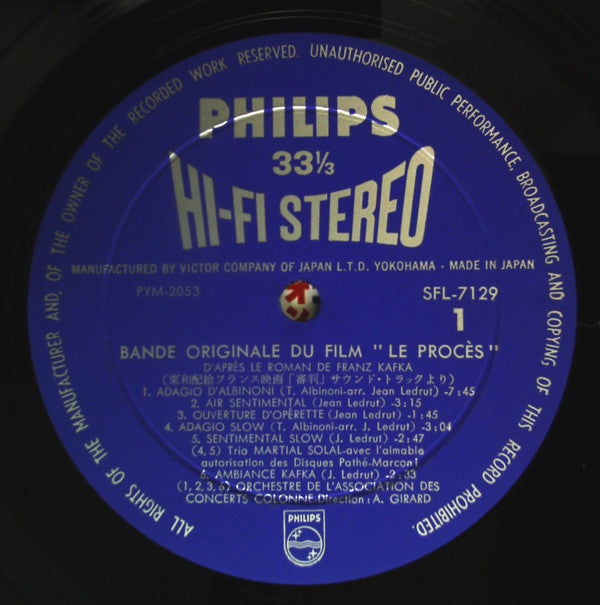 ALL RIGHTS OF THE MANUFACTURER AND, OF THE OWNER OF THE RECORDED WORK RESERVED. UNAUTHORISED PUBLIC PERFORMANCE, BROADCASTING AND COPYING OF THIS RECORD PROHIBITED.
PHILIPS
33⅓
HI-FI STEREO
MANUFACTURED BY VICTOR COMPANY OF JAPAN L.T.D. YOKOHAMA - MADE IN JAPAN
PYM-2053
SFL-7129
1
BANDE ORIGINALE DU FILM "LE PROCÈS"
D'APRÈS LE ROMAN DE FRANZ KAFKA
(東和配給フランス映画「審判」サウンド・トラックより)
1. ADAGIO D'ALBINONI (T. Albinoni-arr. Jean Ledrut) -7:45
2. AIR SENTIMENTAL (Jean Ledrut) -3:15
3. OUVERTURE D'OPÉRETTE (Jean Ledrut) -1:45
4. ADAGIO SLOW (T. Albinoni-arr. J. Ledrut) -3:04
5. SENTIMENTAL SLOW (J. Ledrut) -2:47
(4, 5) Trio MARTIAL SOLAL-avec l'aimable
autorisation des Disques Pathé-Marconi
6. AMBIANCE KAFKA (J. Ledrut) -2:33
(1, 2, 3, 6) ORCHESTRE DE L'ASSOCIATION DES
CONCERTS COLONNE-Direction: A. GIRARD
PHILIPS